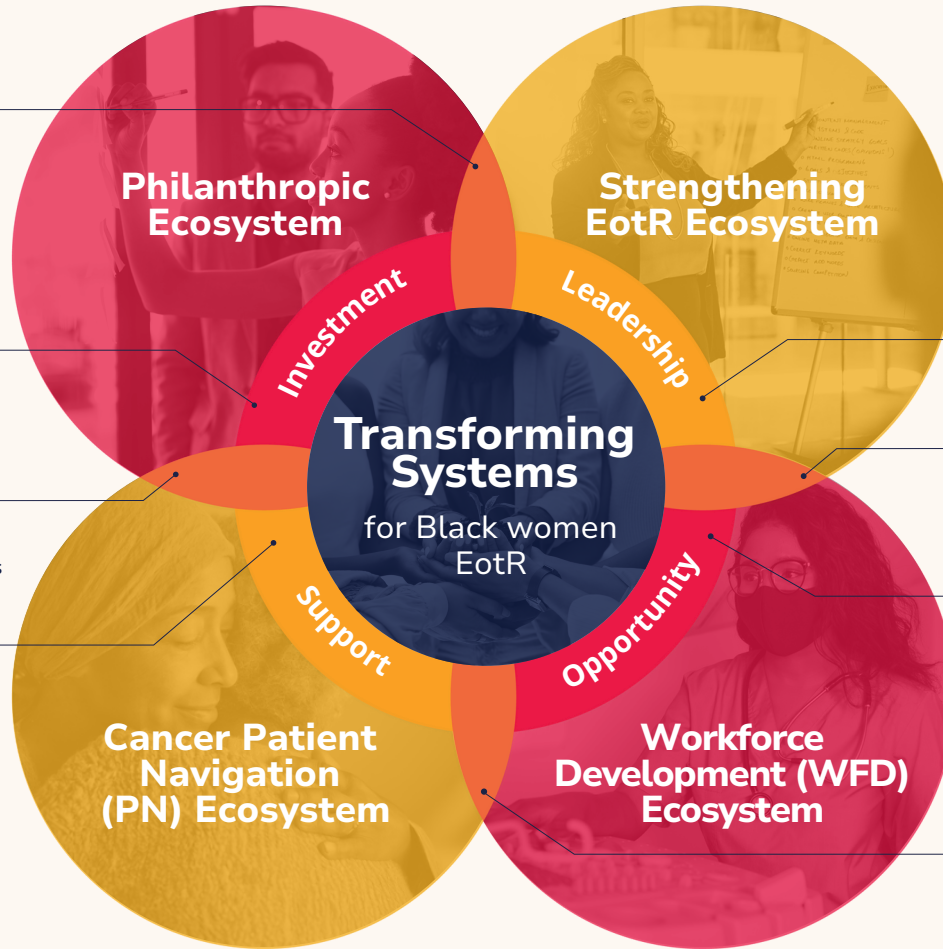 Philanthropic
Ecosystem
Strengthening
EotR Ecosystem
Investment
Leadership
Transforming
Systems
for Black women
EotR
Support
Opportunity
Cancer Patient
Navigation
(PN) Ecosystem
Workforce
Development (WFD)
Ecosystem